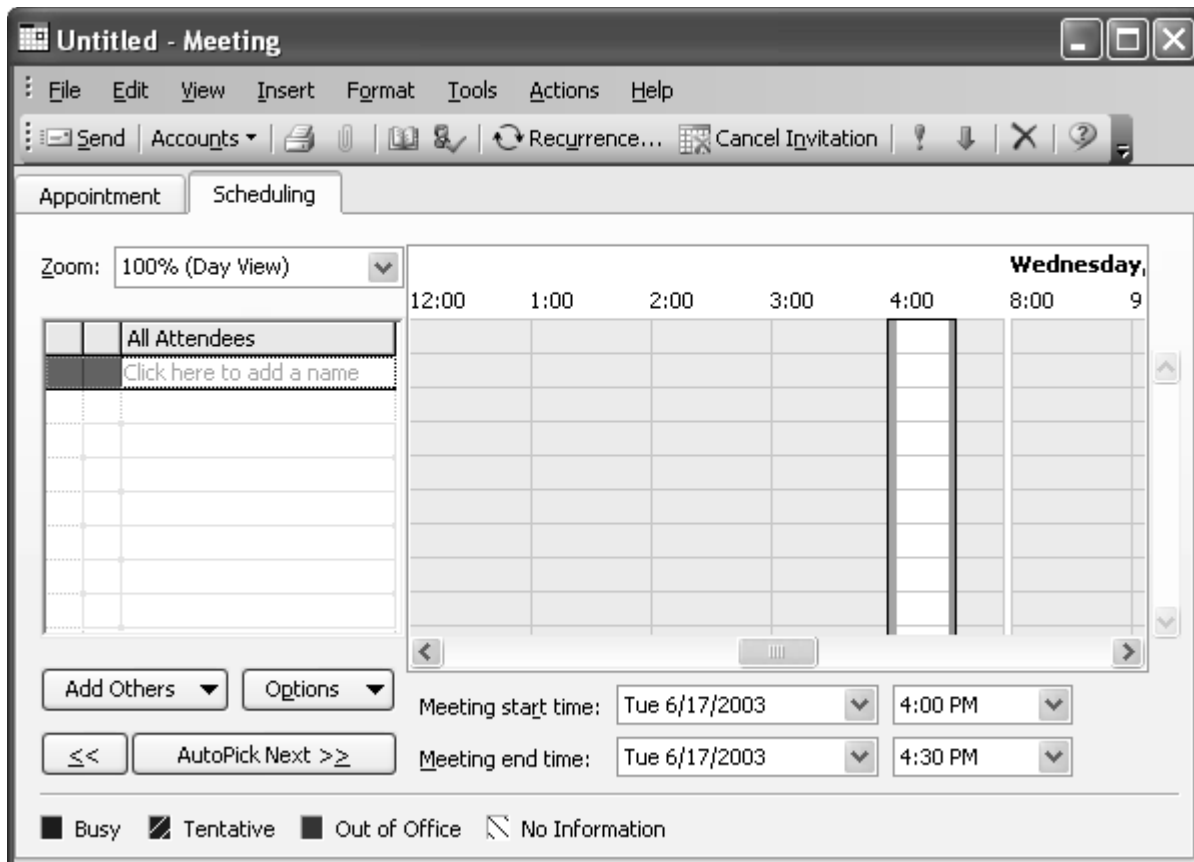 Untitled - Meeting
File Edit View Insert Format Tools Actions Help
Send Accounts Recurrence... Cancel Invitation
Appointment Scheduling
Zoom: 100% (Day View)
Wednesday,
12:00 1:00 2:00 3:00 4:00 8:00 9
All Attendees
Click here to add a name
Add Others Options
Meeting start time: Tue 6/17/2003 4:00 PM
<< AutoPick Next >>
Meeting end time: Tue 6/17/2003 4:30 PM
Busy Tentative Out of Office No Information